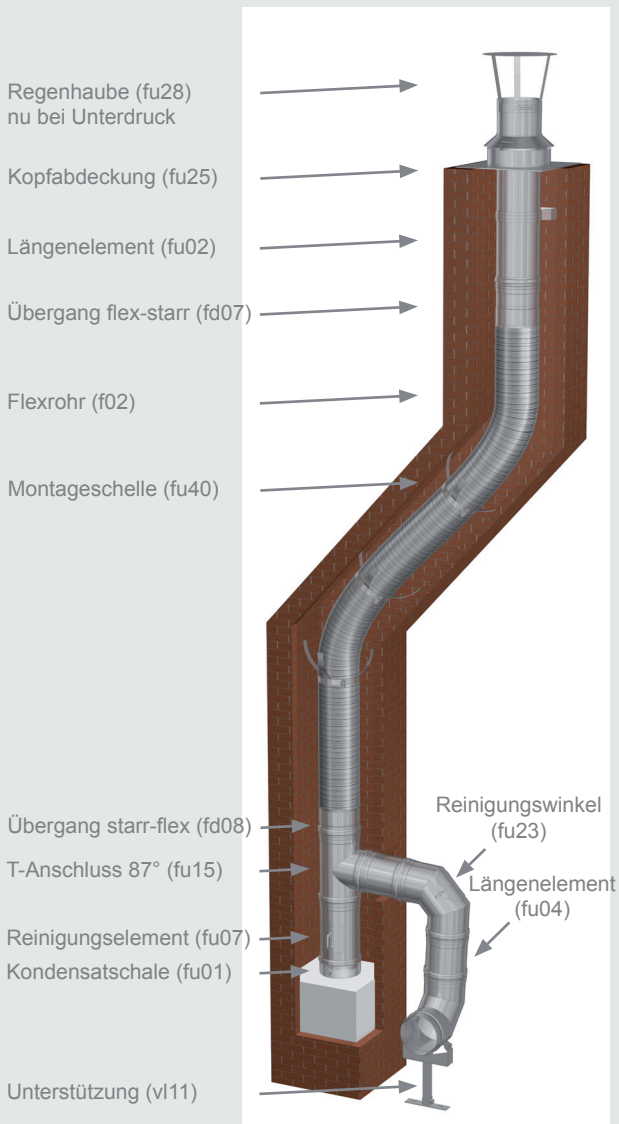 Regenhaube (fu28)
nu bei Unterdruck
Kopfabdeckung (fu25)
Längenelement (fu02)
Übergang flex-starr (fd07)
Flexrohr (f02)
Montageschelle (fu40)
Übergang starr-flex (fd08)
T-Anschluss 87° (fu15)
Reinigungswinkel
(fu23)
Längenelement
(fu04)
Reinigungselement (fu07)
Kondensatschale (fu01)
Unterstützung (vl11)